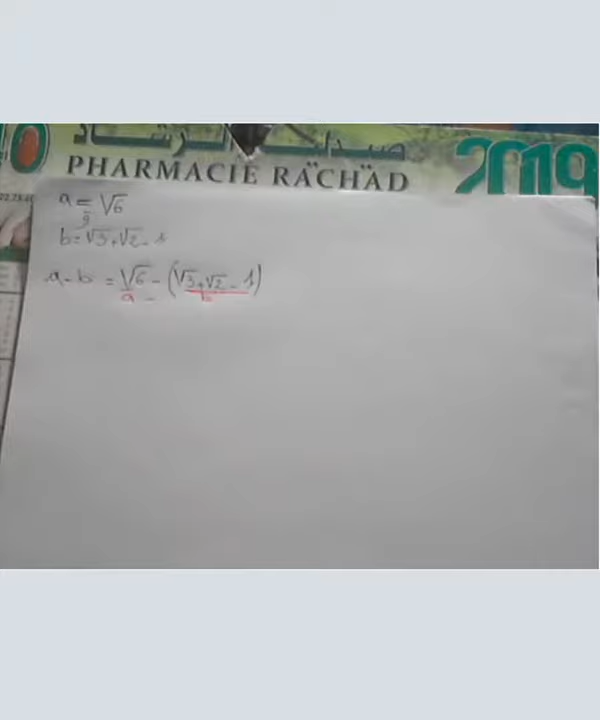 صيدلية الرشاد
PHARMACIE RACHAD
2019
a = √6
و
b = √3+√2-1
a-b = √6 - (√3+√2-1)
a - b